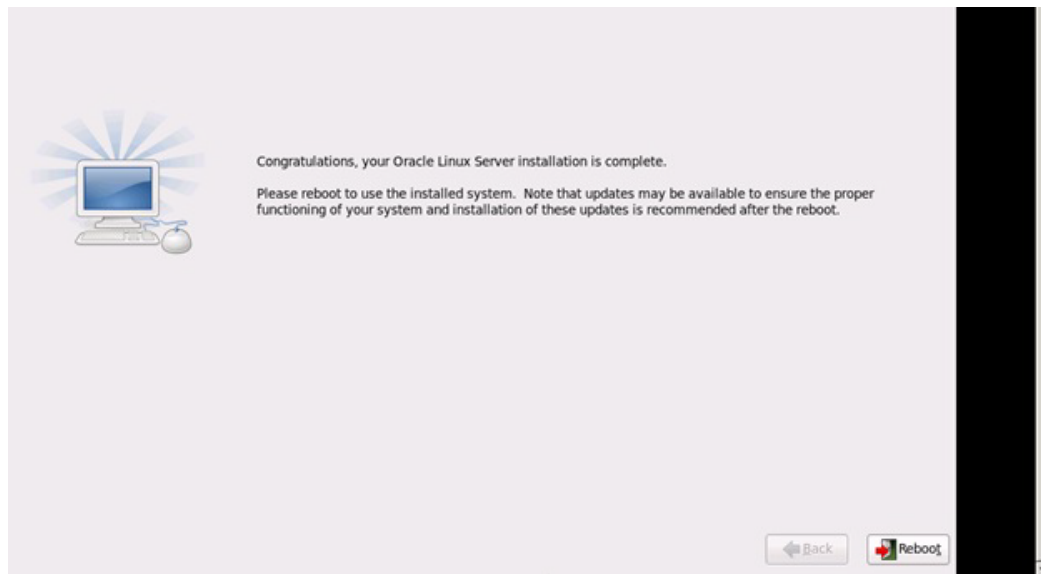 Congratulations, your Oracle Linux Server installation is complete.
Please reboot to use the installed system.  Note that updates may be available to ensure the proper
functioning of your system and installation of these updates is recommended after the reboot.
Back
Reboot